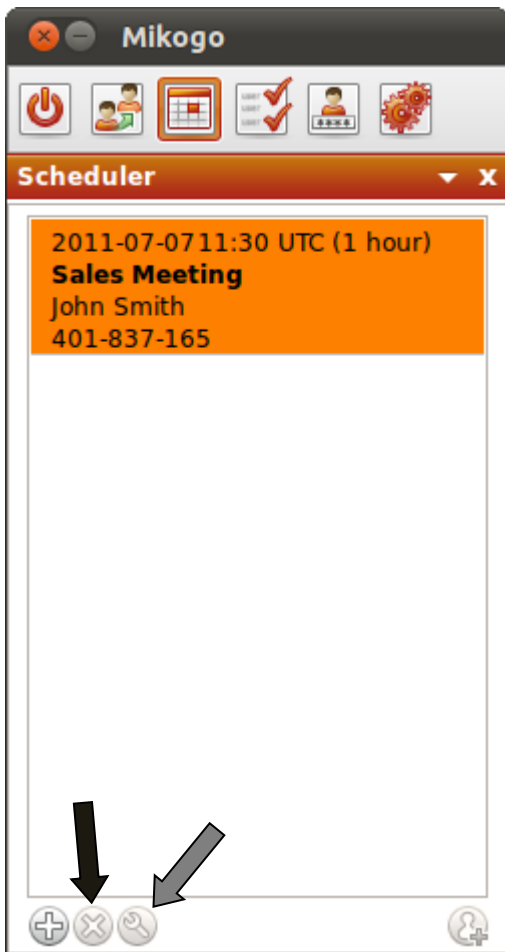 Mikogo
Scheduler
2011-07-0711:30 UTC (1 hour)
Sales Meeting
John Smith
401-837-165